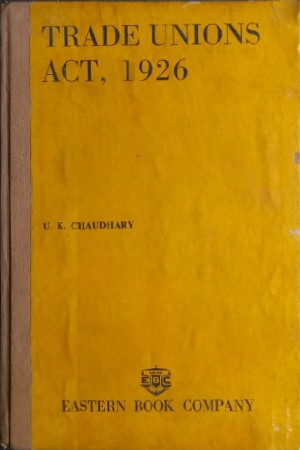 TRADE UNIONS
ACT, 1926
U. K. CHAUDHARY
EBC
EASTERN BOOK COMPANY